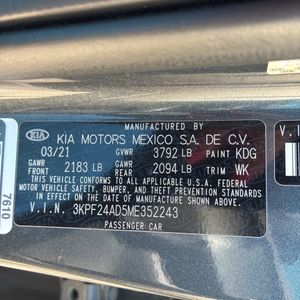 MANUFACTURED BY
KIA KIA MOTORS MEXICO S.A. DE C.V.
03/21 GVWR 3792 LB PAINT KDG
GAWR FRONT 2183 LB GAWR REAR 2094 LB TRIM WK
THIS VEHICLE CONFORMS TO ALL APPLICABLE U.S. FEDERAL
MOTOR VEHICLE SAFETY, BUMPER, AND THEFT PREVENTION STANDARDS
IN EFFECT ON THE DATE OF MANUFACTURE SHOWN ABOVE.
V.I.N. 3KPF24AD5ME352243
PASSENGER CAR
7610
V.I.